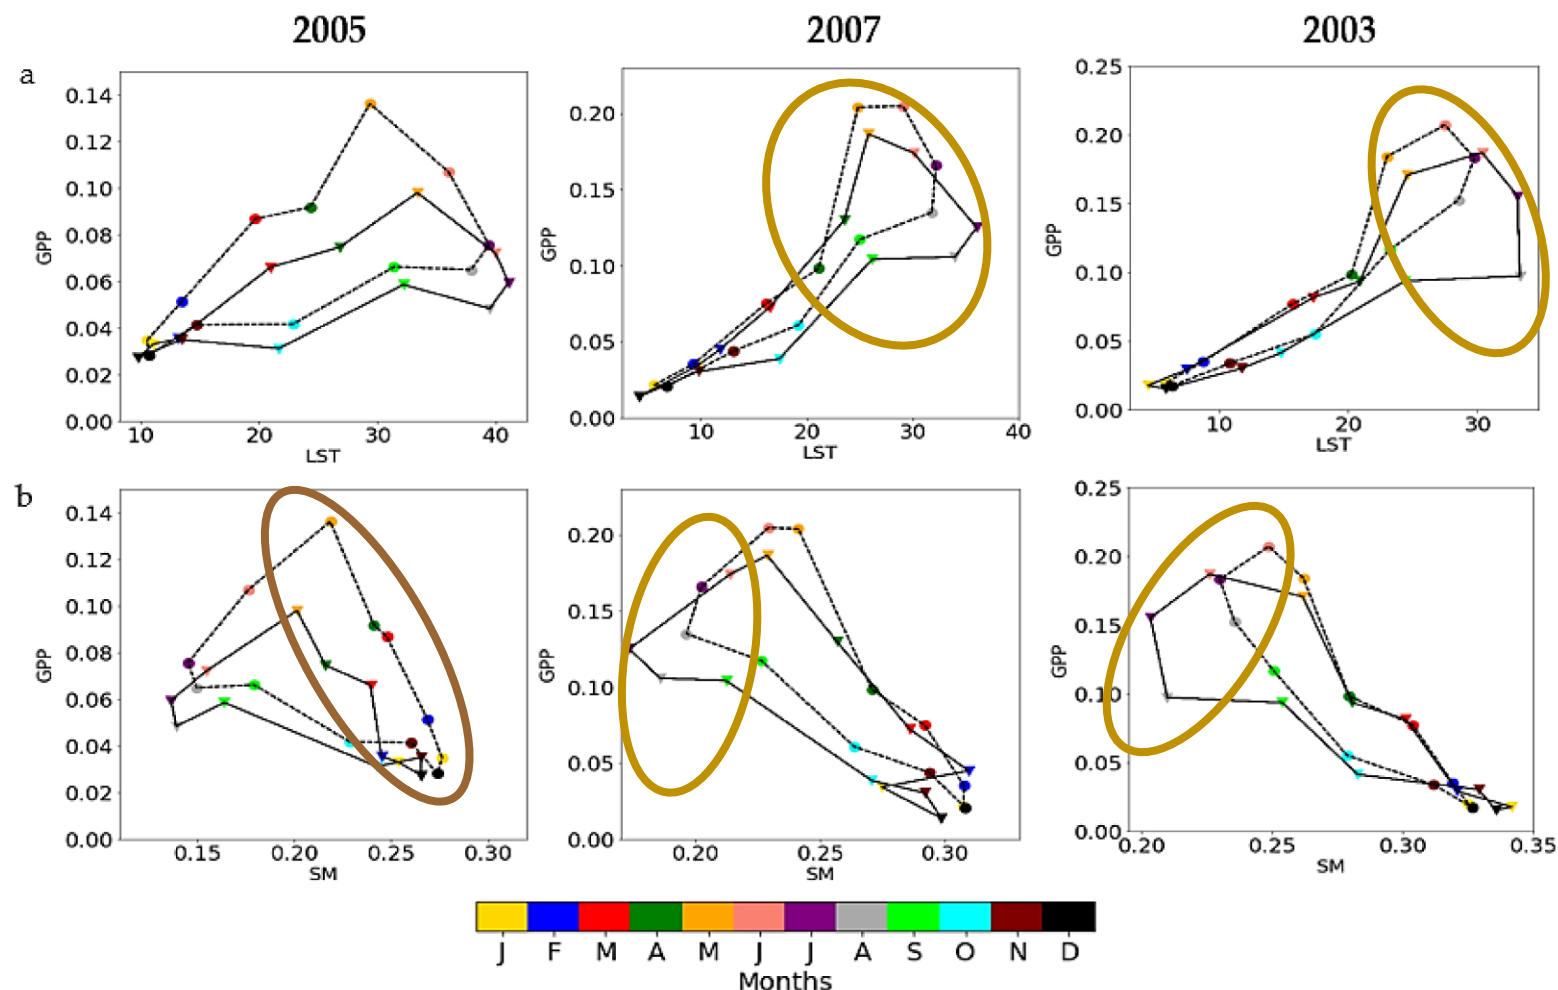 2005 2007 2003
a
0.14 0.12 0.10 0.08 0.06 0.04 0.02 0.00
GPP
10 20 30 40
LST
0.20 0.15 0.10 0.05 0.00
GPP
10 20 30 40
LST
0.25 0.20 0.15 0.10 0.05 0.00
GPP
10 20 30
LST
b
0.14 0.12 0.10 0.08 0.06 0.04 0.02 0.00
GPP
0.15 0.20 0.25 0.30
SM
0.20 0.15 0.10 0.05 0.00
GPP
0.20 0.25 0.30
SM
0.25 0.20 0.15 0.10 0.05 0.00
GPP
0.20 0.25 0.30 0.35
SM
J F M A M J J A S O N D
Months